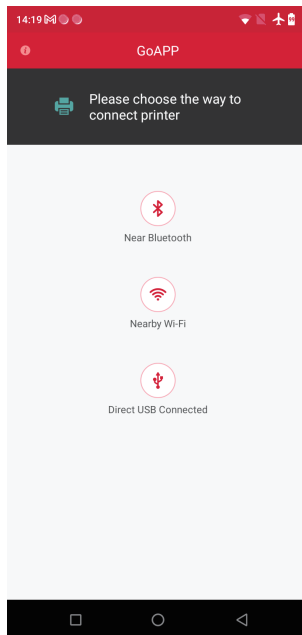 14:19
GoAPP
Please choose the way to
connect printer
Near Bluetooth
Nearby Wi-Fi
Direct USB Connected